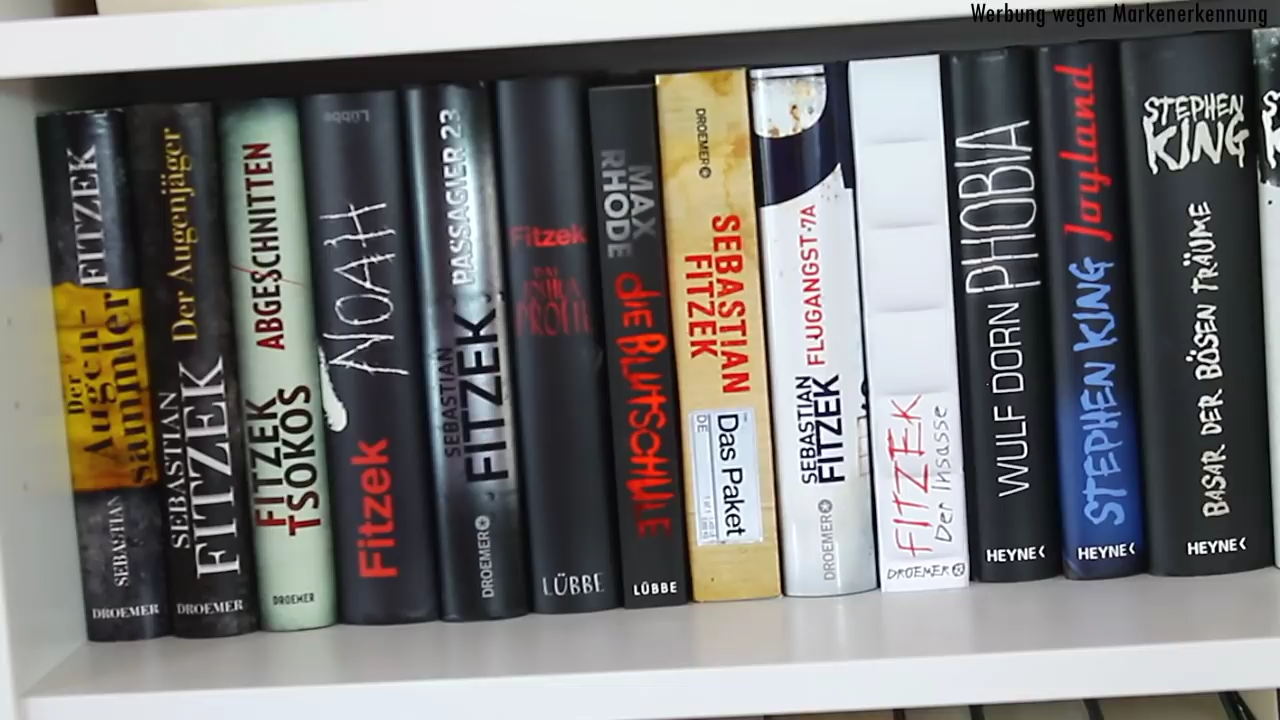 Werbung wegen Markenerkennung
SEBASTIAN FITZEK
Der
Augen-
sammler
DROEMER
Der Augenjäger
SEBASTIAN
FITZEK
DROEMER
ABGESCHNITTEN
FITZEK
TSOKOS
DROEMER
Lübbe
NOAH
Fitzek
PASSAGIER 23
SEBASTIAN
FITZEK
DROEMER
Fitzek
LÜBBE
MAX
RHODE
DIE BLUTSCHULE
LÜBBE
DROEMER
SEBASTIAN
FITZEK
Das Paket
DE
FLUGANGST 7A
SEBASTIAN
FITZEK
DROEMER
FITZEK
Der Insasse
DROEMER
WULF DORN PHOBIA
HEYNE
STEPHEN KING Joyland
HEYNE
STEPHEN
KING
BASAR DER BÖSEN TRÄUME
HEYNE